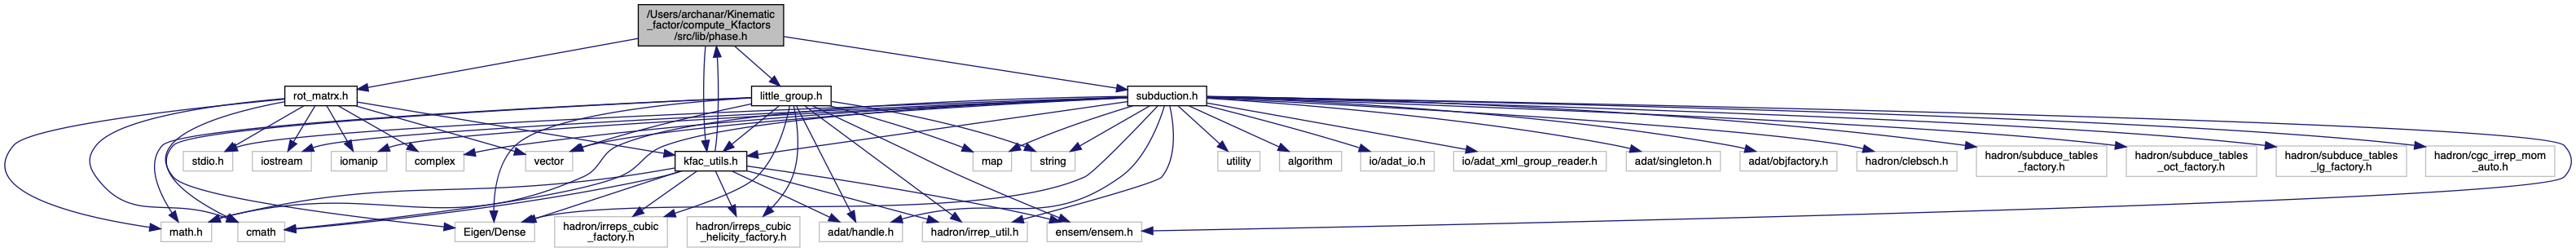 /Users/archanar/Kinematic
_factor/compute_Kfactors
/src/lib/phase.h
rot_matrx.h
little_group.h
subduction.h
stdio.h
iostream
iomanip
complex
vector
kfac_utils.h
map
string
utility
algorithm
io/adat_io.h
io/adat_xml_group_reader.h
adat/singleton.h
adat/objfactory.h
hadron/clebsch.h
hadron/subduce_tables
_factory.h
hadron/subduce_tables
_oct_factory.h
hadron/subduce_tables
_lg_factory.h
hadron/cgc_irrep_mom
_auto.h
math.h
cmath
Eigen/Dense
hadron/irreps_cubic
_factory.h
hadron/irreps_cubic
_helicity_factory.h
adat/handle.h
hadron/irrep_util.h
ensem/ensem.h